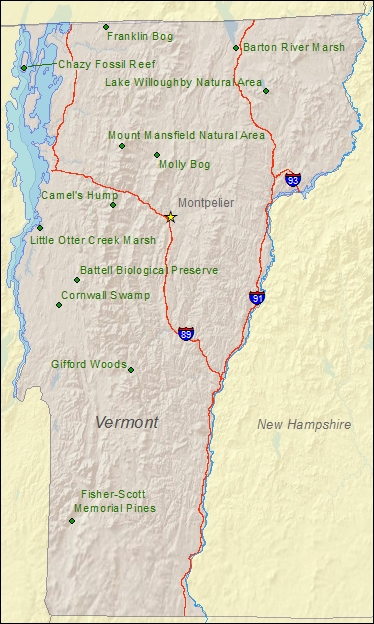 Franklin Bog
Barton River Marsh
Chazy Fossil Reef
Lake Willoughby Natural Area
Mount Mansfield Natural Area
Molly Bog
93
Camel's Hump
Montpelier
Little Otter Creek Marsh
Battell Biological Preserve
Cornwall Swamp
91
89
Gifford Woods
Vermont
New Hampshire
Fisher-Scott
Memorial Pines